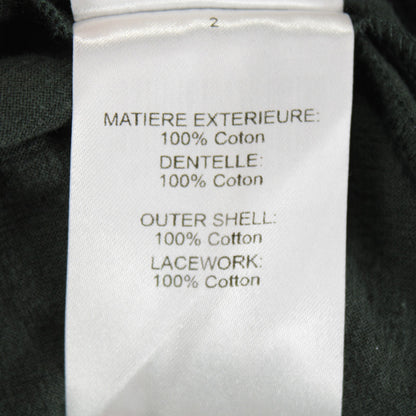 2
MATIERE EXTERIEURE:
100% Coton
DENTELLE:
100% Coton
OUTER SHELL:
100% Cotton
LACEWORK:
100% Cotton